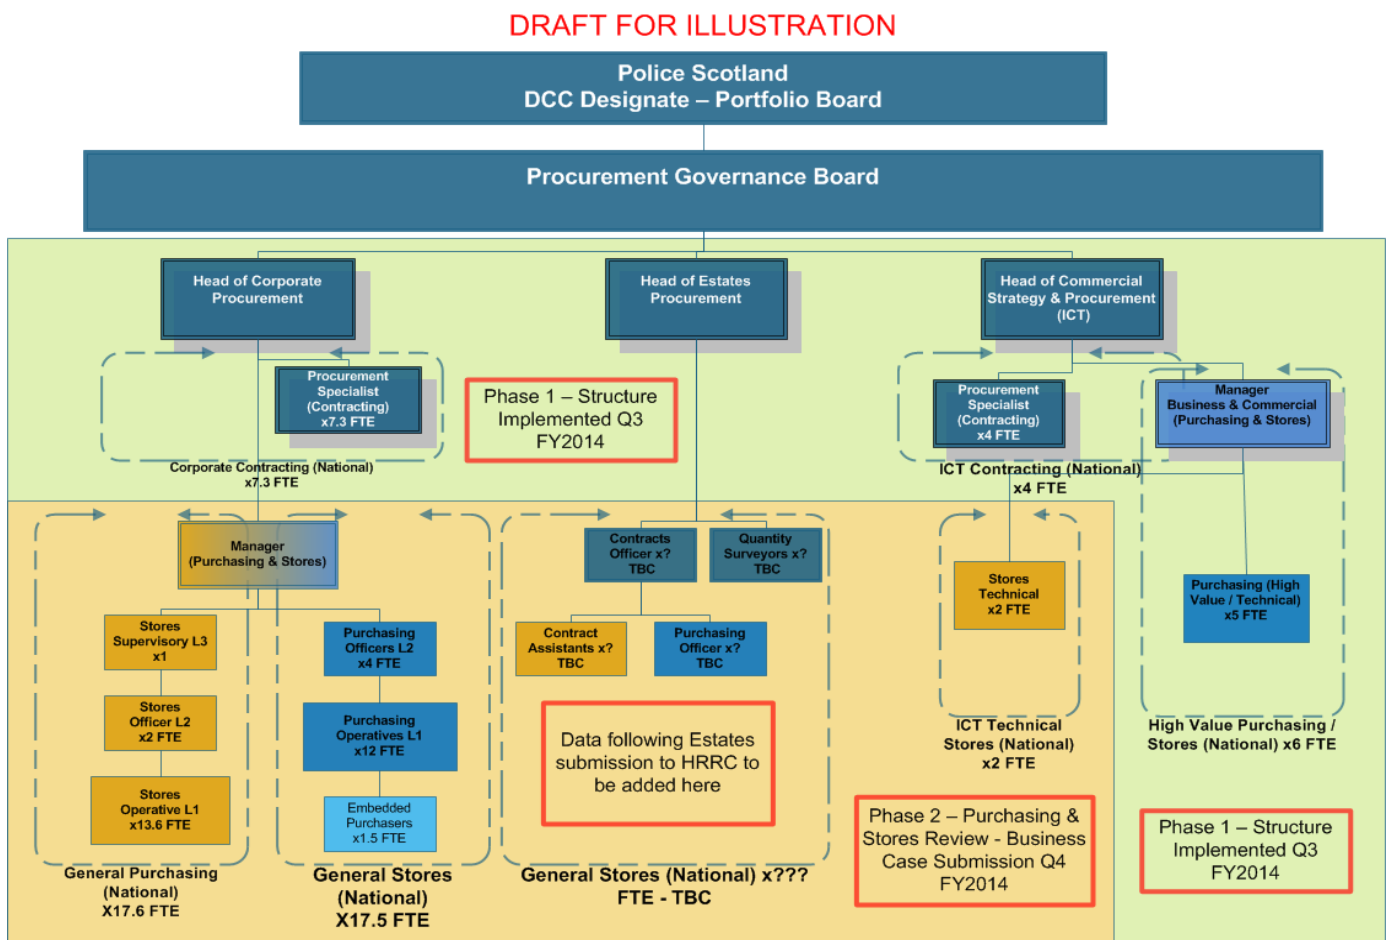 DRAFT FOR ILLUSTRATION
Police Scotland
DCC Designate – Portfolio Board
Procurement Governance Board
Head of Corporate
Procurement
Head of Estates
Procurement
Head of Commercial
Strategy & Procurement
(ICT)
Procurement
Specialist
(Contracting)
x7.3 FTE
Corporate Contracting (National)
x7.3 FTE
Phase 1 – Structure
Implemented Q3
FY2014
Procurement
Specialist
(Contracting)
x4 FTE
Manager
Business & Commercial
(Purchasing & Stores)
ICT Contracting (National)
x4 FTE
Manager
(Purchasing & Stores)
Contracts
Officer x?
TBC
Quantity
Surveyors x?
TBC
Stores
Technical
x2 FTE
Purchasing (High
Value / Technical)
x5 FTE
Stores
Supervisory L3
x1
Purchasing
Officers L2
x4 FTE
Contract
Assistants x?
TBC
Purchasing
Officer x?
TBC
Stores
Officer L2
x2 FTE
Purchasing
Operatives L1
x12 FTE
Data following Estates
submission to HRRC to
be added here
ICT Technical
Stores (National)
x2 FTE
High Value Purchasing /
Stores (National) x6 FTE
Stores
Operative L1
x13.6 FTE
Embedded
Purchasers
x1.5 FTE
Phase 2 – Purchasing &
Stores Review - Business
Case Submission Q4
FY2014
Phase 1 – Structure
Implemented Q3
FY2014
General Purchasing
(National)
X17.6 FTE
General Stores
(National)
X17.5 FTE
General Stores (National) x???
FTE - TBC